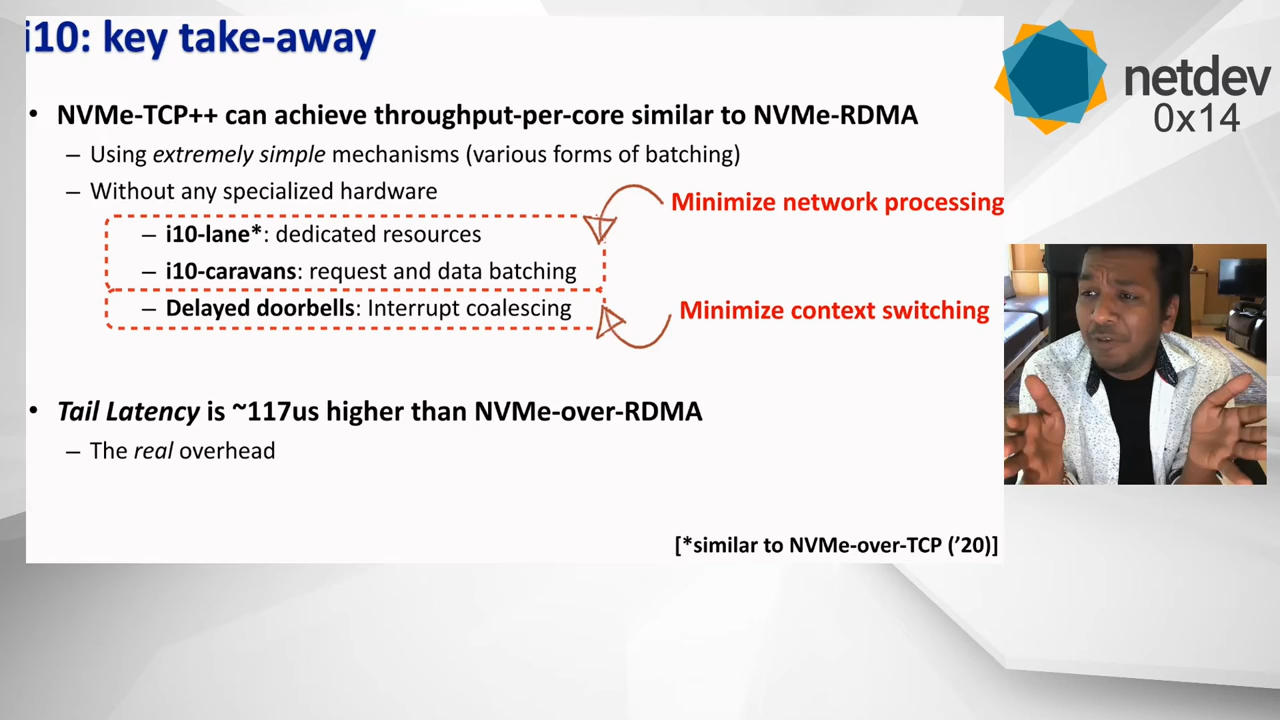 i10: key take-away
• NVMe-TCP++ can achieve throughput-per-core similar to NVMe-RDMA
– Using extremely simple mechanisms (various forms of batching)
– Without any specialized hardware
Minimize network processing
– i10-lane*: dedicated resources
– i10-caravans: request and data batching
– Delayed doorbells: Interrupt coalescing
Minimize context switching
• Tail Latency is ~117us higher than NVMe-over-RDMA
– The real overhead
[*similar to NVMe-over-TCP (’20)]
netdev
0x14